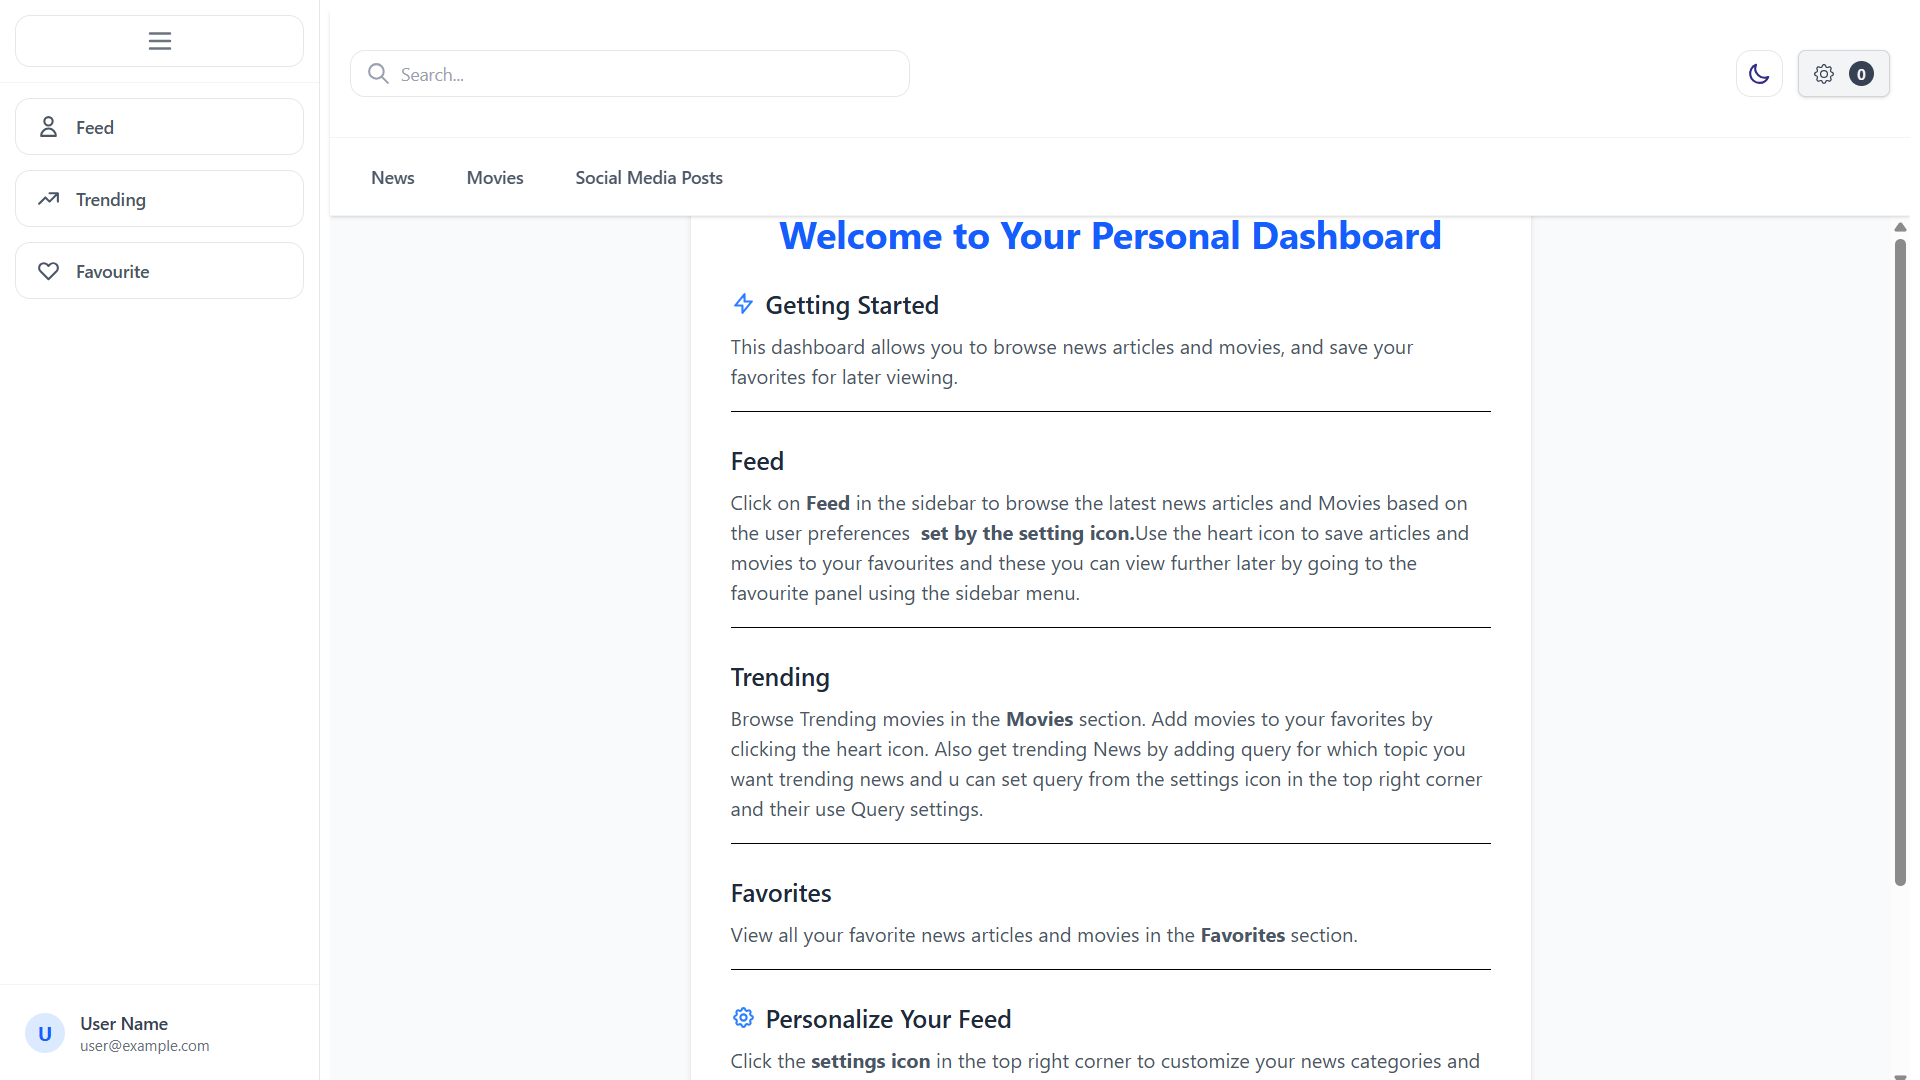 Feed
Trending
Favourite
User Name
user@example.com
U
Search...
0
News
Movies
Social Media Posts
Welcome to Your Personal Dashboard
Getting Started
This dashboard allows you to browse news articles and movies, and save your
favorites for later viewing.
Feed
Click on Feed in the sidebar to browse the latest news articles and Movies based on
the user preferences  set by the setting icon.Use the heart icon to save articles and
movies to your favourites and these you can view further later by going to the
favourite panel using the sidebar menu.
Trending
Browse Trending movies in the Movies section. Add movies to your favorites by
clicking the heart icon. Also get trending News by adding query for which topic you
want trending news and u can set query from the settings icon in the top right corner
and their use Query settings.
Favorites
View all your favorite news articles and movies in the Favorites section.
Personalize Your Feed
Click the settings icon in the top right corner to customize your news categories and